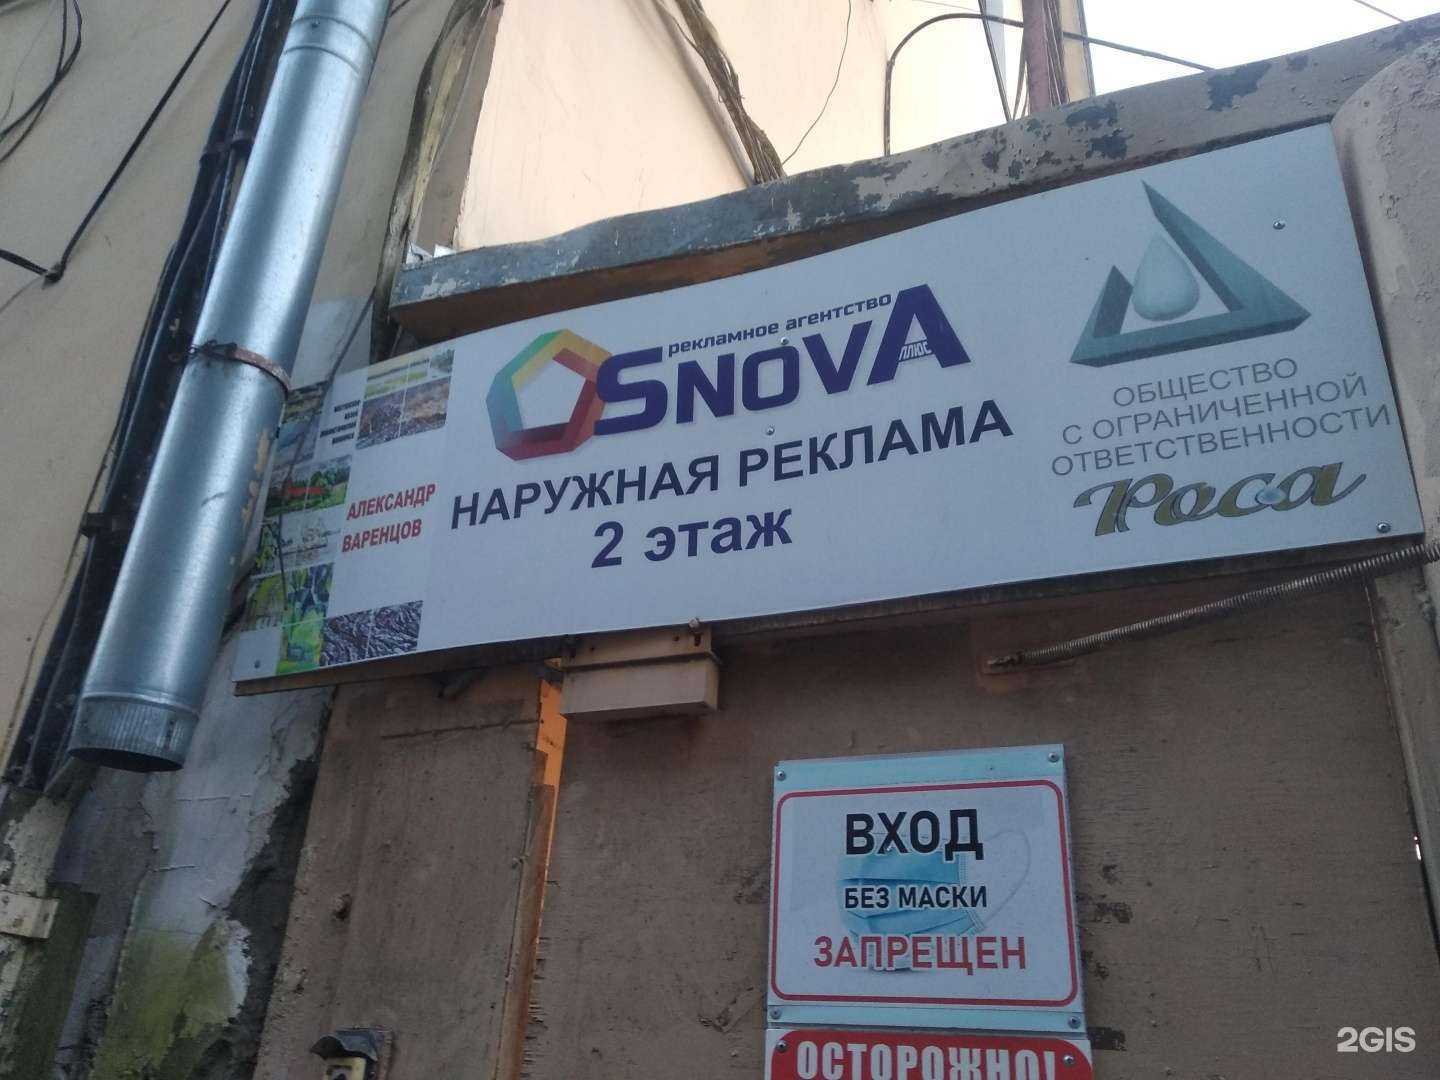 рекламное агентство
SNOVA
плюс
НАРУЖНАЯ РЕКЛАМА
2 этаж
АЛЕКСАНДР
ВАРЕНЦОВ
ОБЩЕСТВО
С ОГРАНИЧЕННОЙ
ОТВЕТСТВЕННОСТИ
Роса
ВХОД
БЕЗ МАСКИ
ЗАПРЕЩЕН
ОСТОРОЖНО!
2GIS